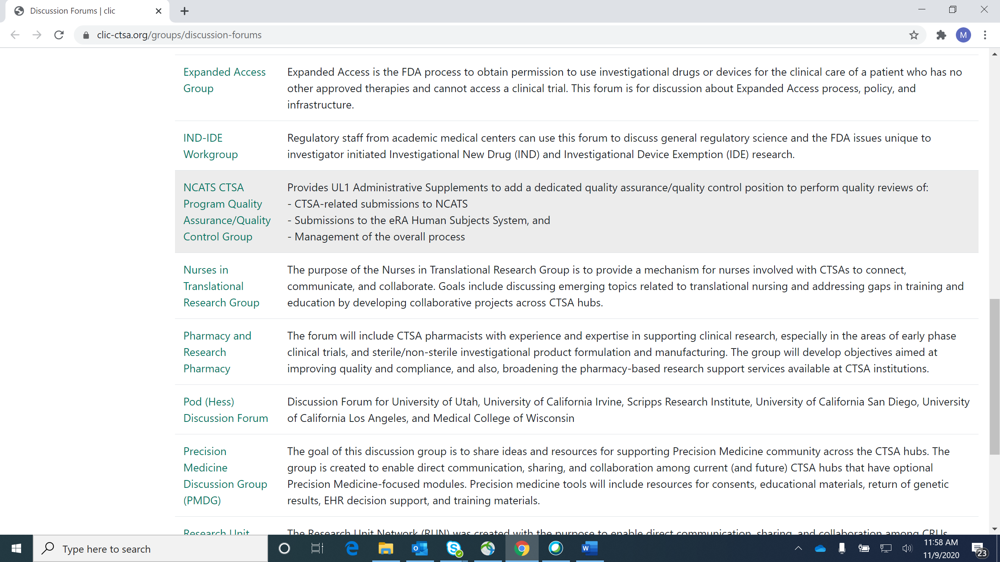 Discussion Forums | clic
clic-ctsa.org/groups/discussion-forums
M
Expanded Access
Group
Expanded Access is the FDA process to obtain permission to use investigational drugs or devices for the clinical care of a patient who has no
other approved therapies and cannot access a clinical trial. This forum is for discussion about Expanded Access process, policy, and
infrastructure.
IND-IDE
Workgroup
Regulatory staff from academic medical centers can use this forum to discuss general regulatory science and the FDA issues unique to
investigator initiated Investigational New Drug (IND) and Investigational Device Exemption (IDE) research.
NCATS CTSA
Program Quality
Assurance/Quality
Control Group
Provides UL1 Administrative Supplements to add a dedicated quality assurance/quality control position to perform quality reviews of:
- CTSA-related submissions to NCATS
- Submissions to the eRA Human Subjects System, and
- Management of the overall process
Nurses in
Translational
Research Group
The purpose of the Nurses in Translational Research Group is to provide a mechanism for nurses involved with CTSAs to connect,
communicate, and collaborate. Goals include discussing emerging topics related to translational nursing and addressing gaps in training and
education by developing collaborative projects across CTSA hubs.
Pharmacy and
Research
Pharmacy
The forum will include CTSA pharmacists with experience and expertise in supporting clinical research, especially in the areas of early phase
clinical trials, and sterile/non-sterile investigational product formulation and manufacturing. The group will develop objectives aimed at
improving quality and compliance, and also, broadening the pharmacy-based research support services available at CTSA institutions.
Pod (Hess)
Discussion Forum
Discussion Forum for University of Utah, University of California Irvine, Scripps Research Institute, University of California San Diego, University
of California Los Angeles, and Medical College of Wisconsin
Precision
Medicine
Discussion Group
(PMDG)
The goal of this discussion group is to share ideas and resources for supporting Precision Medicine community across the CTSA hubs. The
group is created to enable direct communication, sharing, and collaboration among current (and future) CTSA hubs that have optional
Precision Medicine-focused modules. Precision medicine tools will include resources for consents, educational materials, return of genetic
results, EHR decision support, and training materials.
Research Unit
The Research Unit Network (RUN) was created with the purpose to enable direct communication, sharing, and collaboration among CRUs
Type here to search
11:58 AM
11/9/2020
23